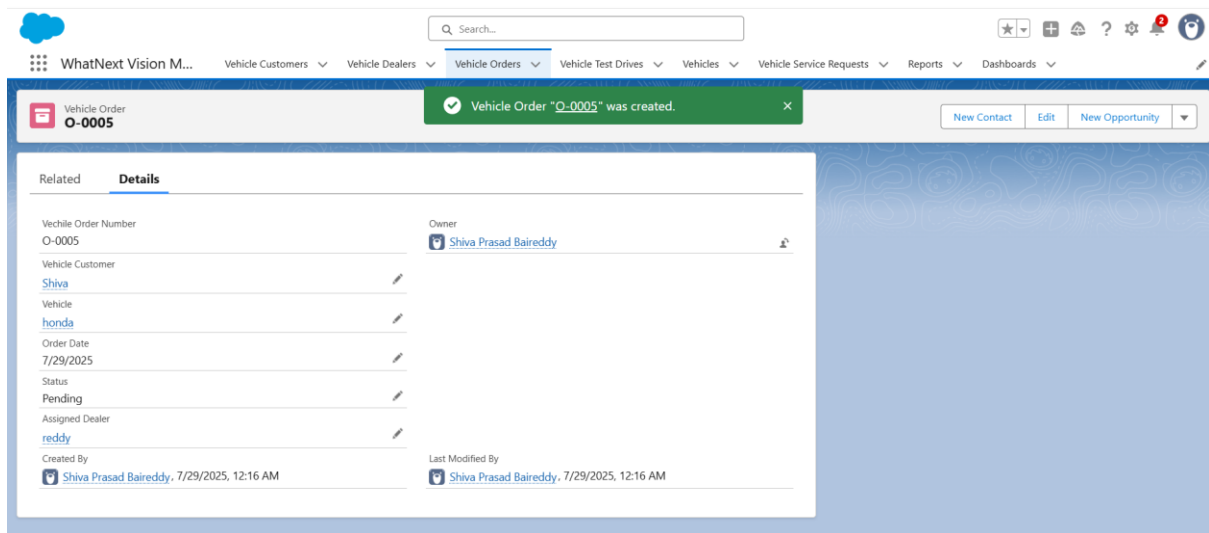 Search...
2
WhatNext Vision M... Vehicle Customers Vehicle Dealers Vehicle Orders Vehicle Test Drives Vehicles Vehicle Service Requests Reports Dashboards
Vehicle Order
O-0005
Vehicle Order "O-0005" was created.
New Contact Edit New Opportunity
Related Details
Vechile Order Number
O-0005
Owner
Shiva Prasad Baireddy
Vehicle Customer
Shiva
Vehicle
honda
Order Date
7/29/2025
Status
Pending
Assigned Dealer
reddy
Created By
Shiva Prasad Baireddy, 7/29/2025, 12:16 AM
Last Modified By
Shiva Prasad Baireddy, 7/29/2025, 12:16 AM